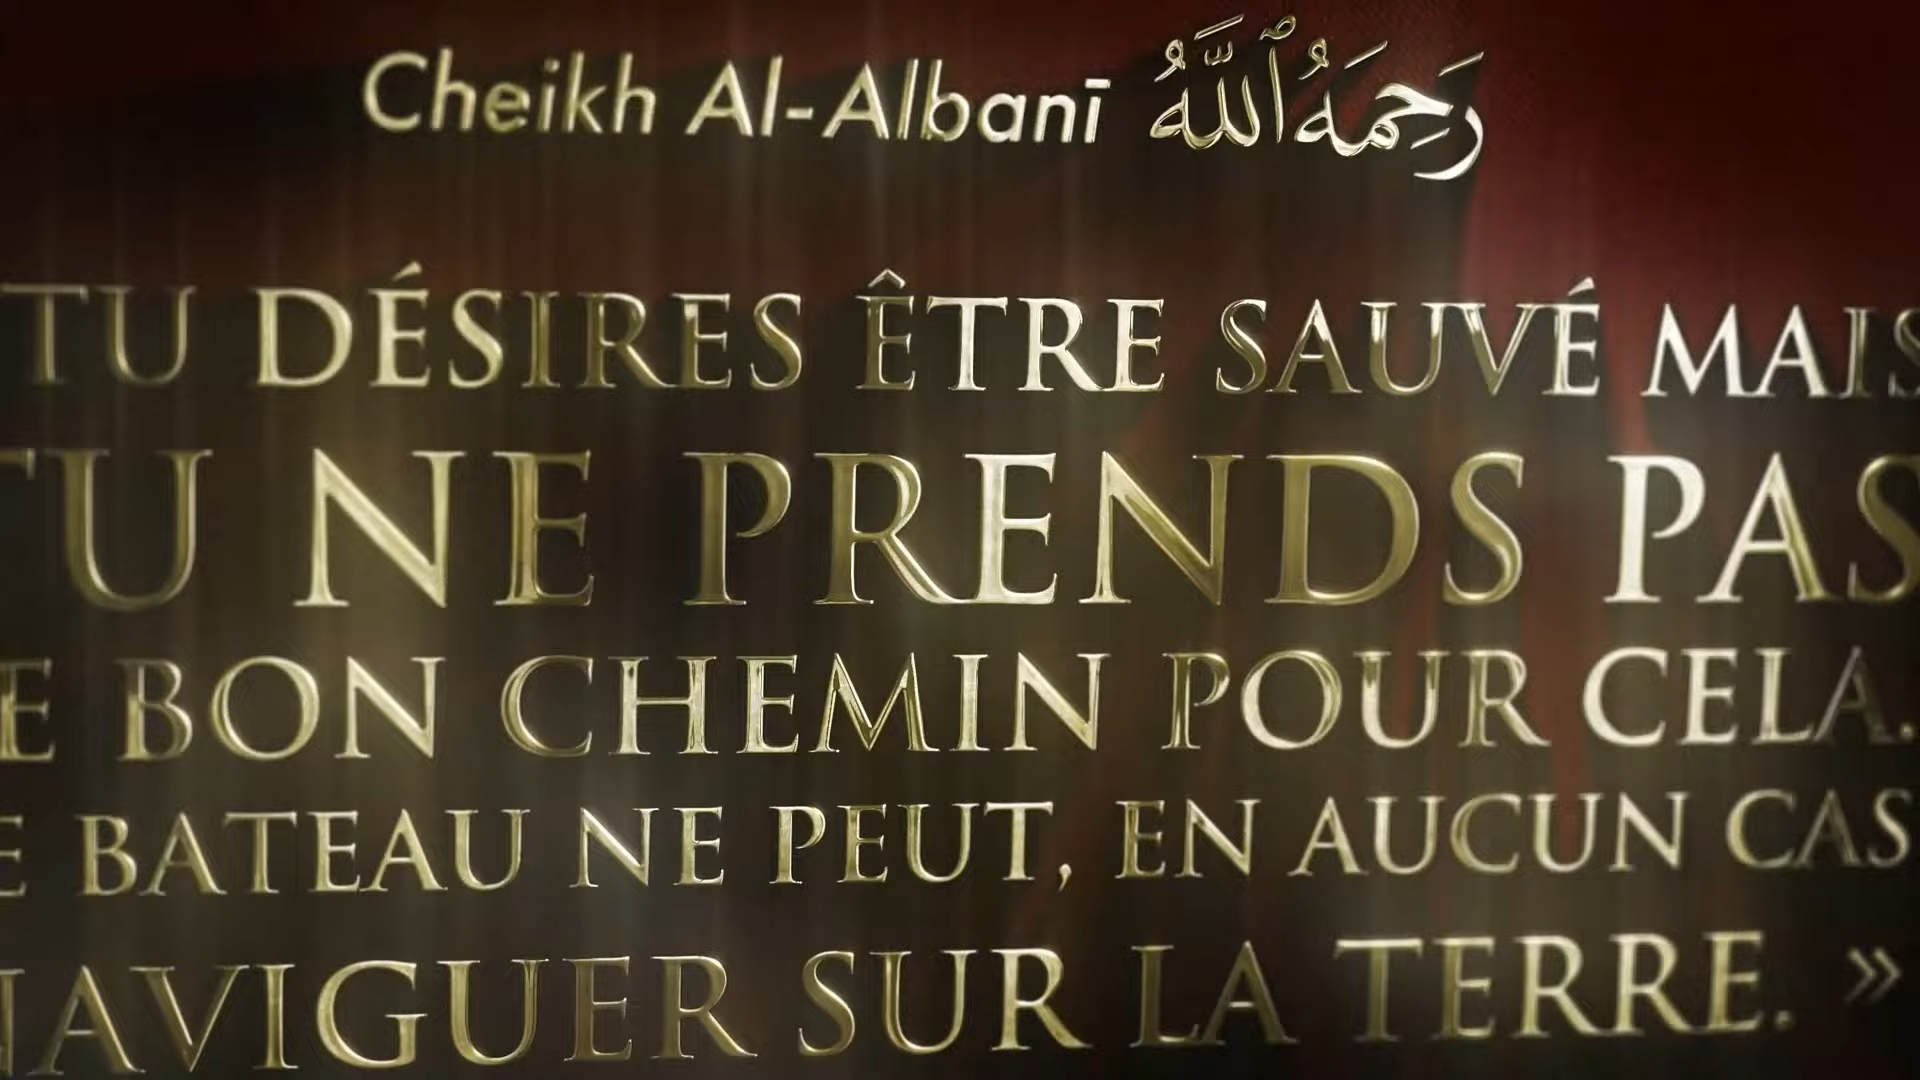 Cheikh Al-Albanī رَحِمَهُ ٱللَّهُ
TU DÉSIRES ÊTRE SAUVÉ MAIS
TU NE PRENDS PAS
E BON CHEMIN POUR CELA.
E BATEAU NE PEUT, EN AUCUN CAS
NAVIGUER SUR LA TERRE. »